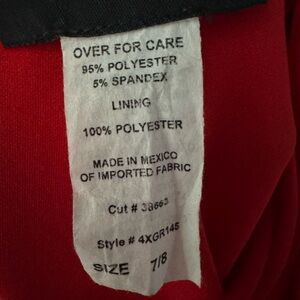 OVER FOR CARE
95% POLYESTER
5% SPANDEX
LINING
100% POLYESTER
MADE IN MEXICO
OF IMPORTED FABRIC
Cut # 38663
Style # 4XGR145
SIZE 7/8